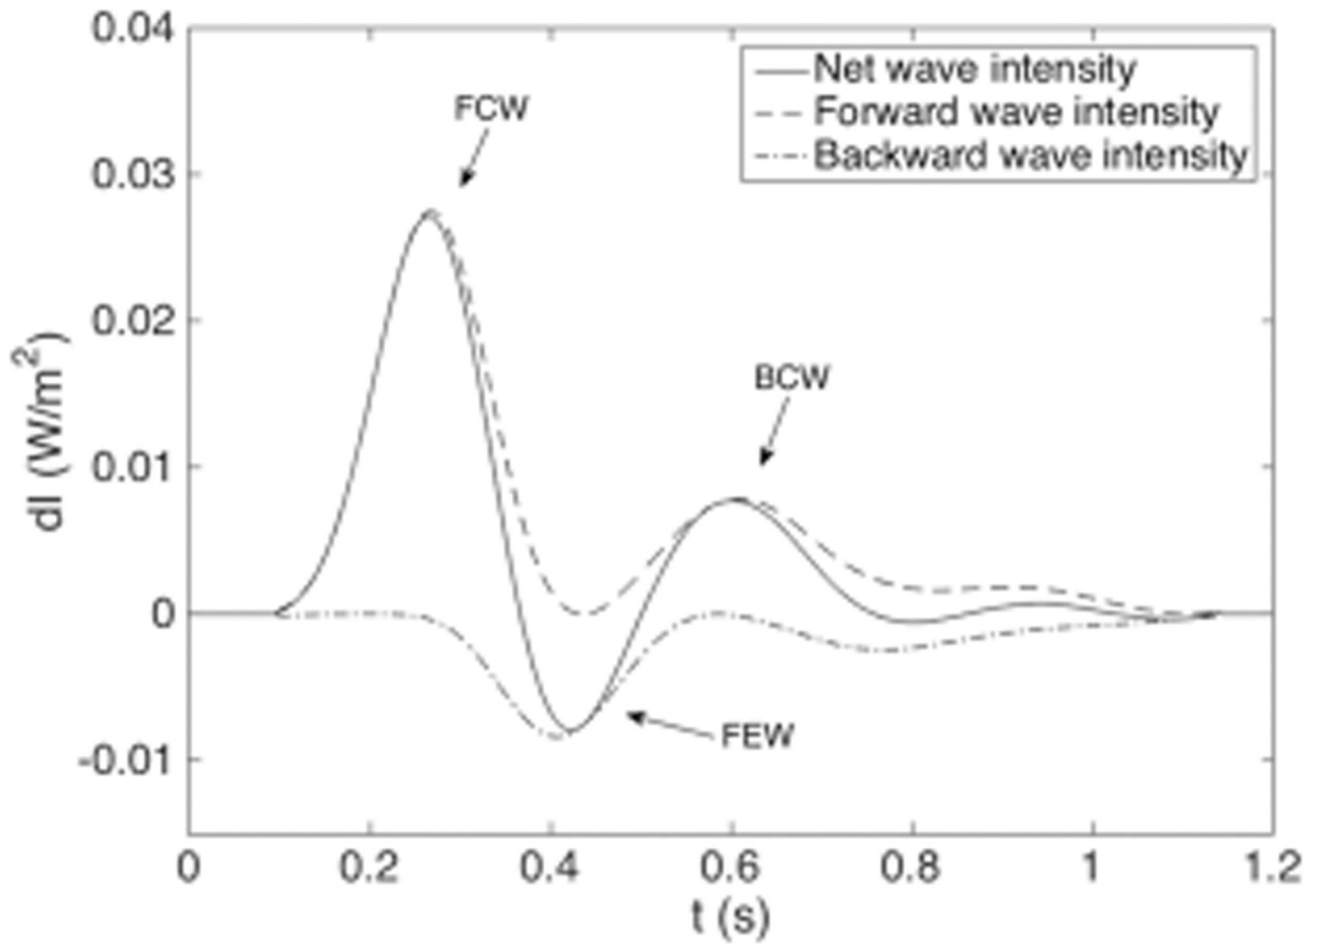 0.04
0.03
0.02
0.01
0
-0.01
dI (W/m²)
FCW
BCW
FEW
Net wave intensity
Forward wave intensity
Backward wave intensity
0 0.2 0.4 0.6 0.8 1 1.2
t (s)